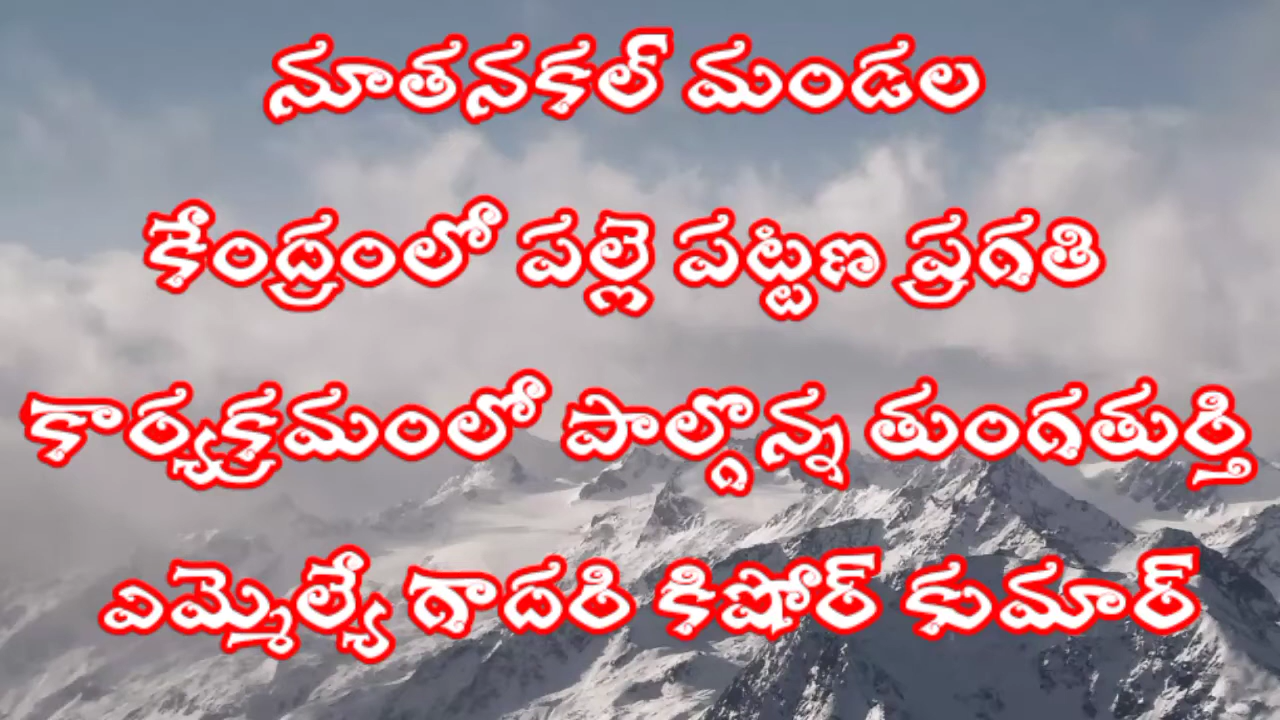 నూతనకల్ మండల
కేంద్రంలో పల్లె పట్టణ ప్రగతి
కార్యక్రమంలో పాల్గొన్న తుంగతుర్తి
ఎమ్మెల్యే గాదరి కిషోర్ కుమార్